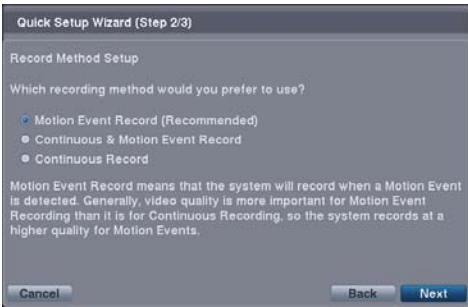 Quick Setup Wizard (Step 2/3)
Record Method Setup
Which recording method would you prefer to use?
Motion Event Record (Recommended)
Continuous & Motion Event Record
Continuous Record
Motion Event Record means that the system will record when a Motion Event
is detected. Generally, video quality is more important for Motion Event
Recording than it is for Continuous Recording, so the system records at a
higher quality for Motion Events.
Cancel Back Next